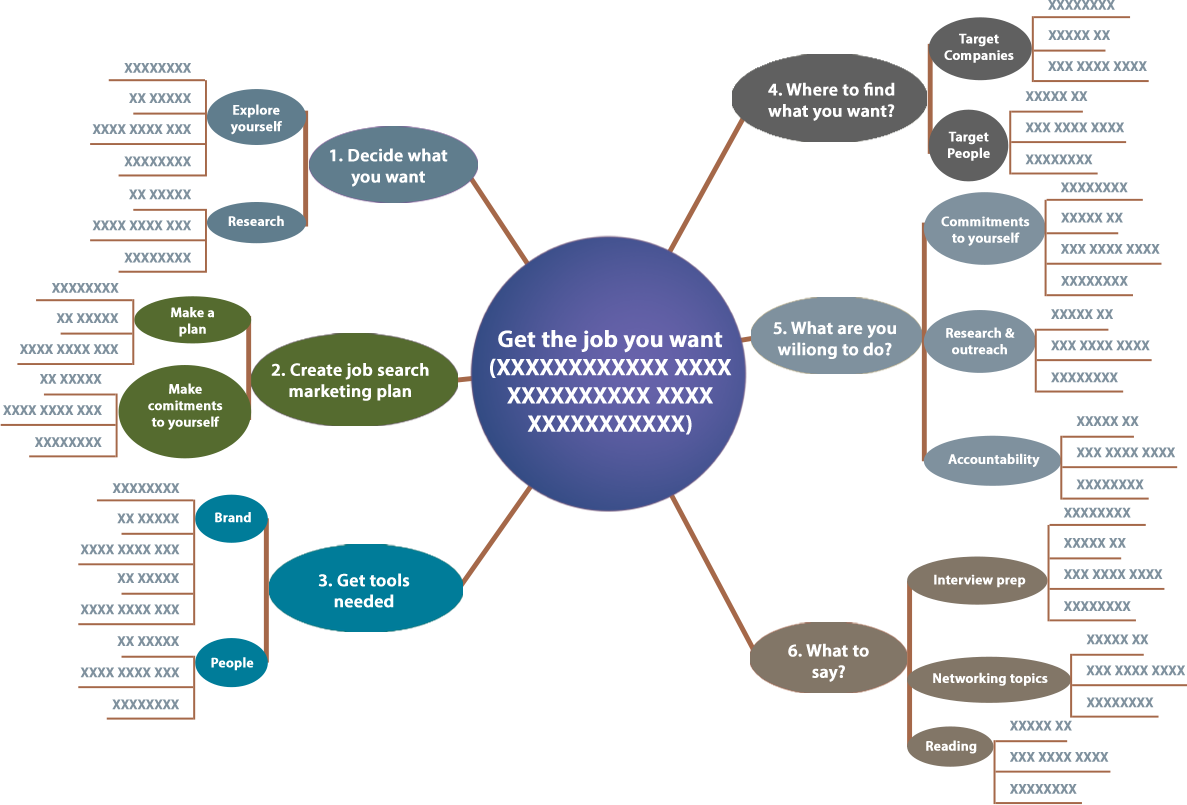 Get the job you want
(XXXXXXXXXXXX XXXX
XXXXXXXXXX XXXX
XXXXXXXXXXX)
1. Decide what
you want
Explore
yourself
XXXXXXXX
XX XXXXX
XXXX XXXX XXX
XXXXXXXX
Research
XX XXXXX
XXXX XXXX XXX
XXXXXXXX
2. Create job search
marketing plan
Make a
plan
XXXXXXXX
XX XXXXX
XXXX XXXX XXX
Make
comitments
to yourself
XX XXXXX
XXXX XXXX XXX
XXXXXXXX
3. Get tools
needed
Brand
XXXXXXXX
XX XXXXX
XXXX XXXX XXX
XX XXXXX
XXXX XXXX XXX
People
XX XXXXX
XXXX XXXX XXX
XXXXXXXX
4. Where to find
what you want?
Target
Companies
XXXXXXXX
XXXXX XX
XXX XXXX XXXX
Target
People
XXXXX XX
XXX XXXX XXXX
XXXXXXXX
5. What are you
wiliong to do?
Commitments
to yourself
XXXXXXXX
XXXXX XX
XXX XXXX XXXX
XXXXXXXX
Research &
outreach
XXXXX XX
XXX XXXX XXXX
XXXXXXXX
Accountability
XXXXX XX
XXX XXXX XXXX
XXXXXXXX
6. What to
say?
Interview prep
XXXXXXXX
XXXXX XX
XXX XXXX XXXX
XXXXXXXX
Networking topics
XXXXX XX
XXX XXXX XXXX
XXXXXXXX
Reading
XXXXX XX
XXX XXXX XXXX
XXXXXXXX